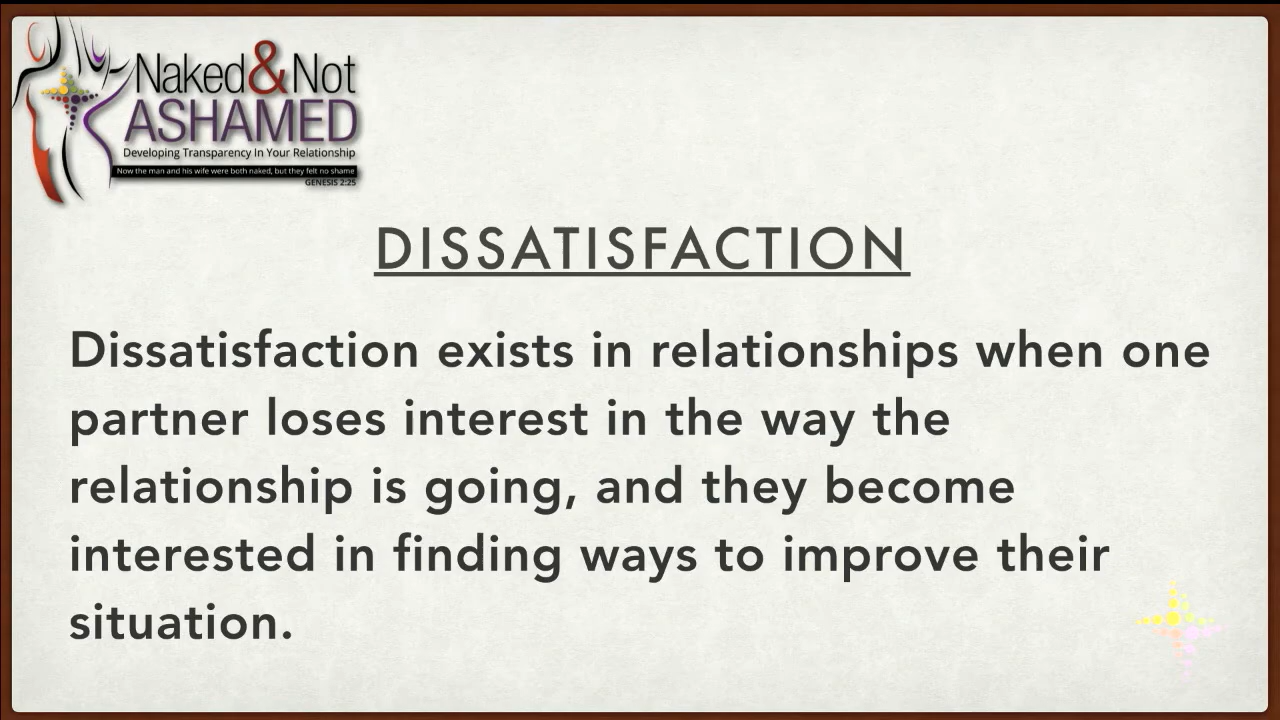 Naked&Not
ASHAMED
Developing Transparency In Your Relationship
Now the man and his wife were both naked, but they felt no shame
GENESIS 2:25
DISSATISFACTION
Dissatisfaction exists in relationships when one
partner loses interest in the way the
relationship is going, and they become
interested in finding ways to improve their
situation.